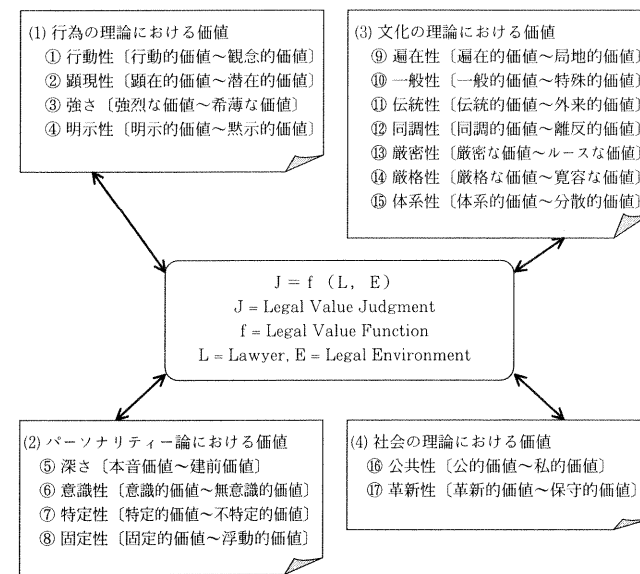 (1) 行為の理論における価値
① 行動性〔行動的価値～観念的価値〕
② 顕現性〔顕在的価値～潜在的価値〕
③ 強さ〔強烈な価値～希薄な価値〕
④ 明示性〔明示的価値～黙示的価値〕
(3) 文化の理論における価値
⑨ 遍在性〔遍在的価値～局地的価値〕
⑩ 一般性〔一般的価値～特殊的価値〕
⑪ 伝統性〔伝統的価値～外来的価値〕
⑫ 同調性〔同調的価値～離反的価値〕
⑬ 厳密性〔厳密な価値～ルースな価値〕
⑭ 厳格性〔厳格な価値～寛容な価値〕
⑮ 体系性〔体系的価値～分散的価値〕
J = f （L, E）
J = Legal Value Judgment
f = Legal Value Function
L = Lawyer, E = Legal Environment
(2) パーソナリティー論における価値
⑤ 深さ〔本音価値～建前価値〕
⑥ 意識性〔意識的価値～無意識的価値〕
⑦ 特定性〔特定的価値～不特定的価値〕
⑧ 固定性〔固定的価値～浮動的価値〕
(4) 社会の理論における価値
⑯ 公共性〔公的価値～私的価値〕
⑰ 革新性〔革新的価値～保守的価値〕